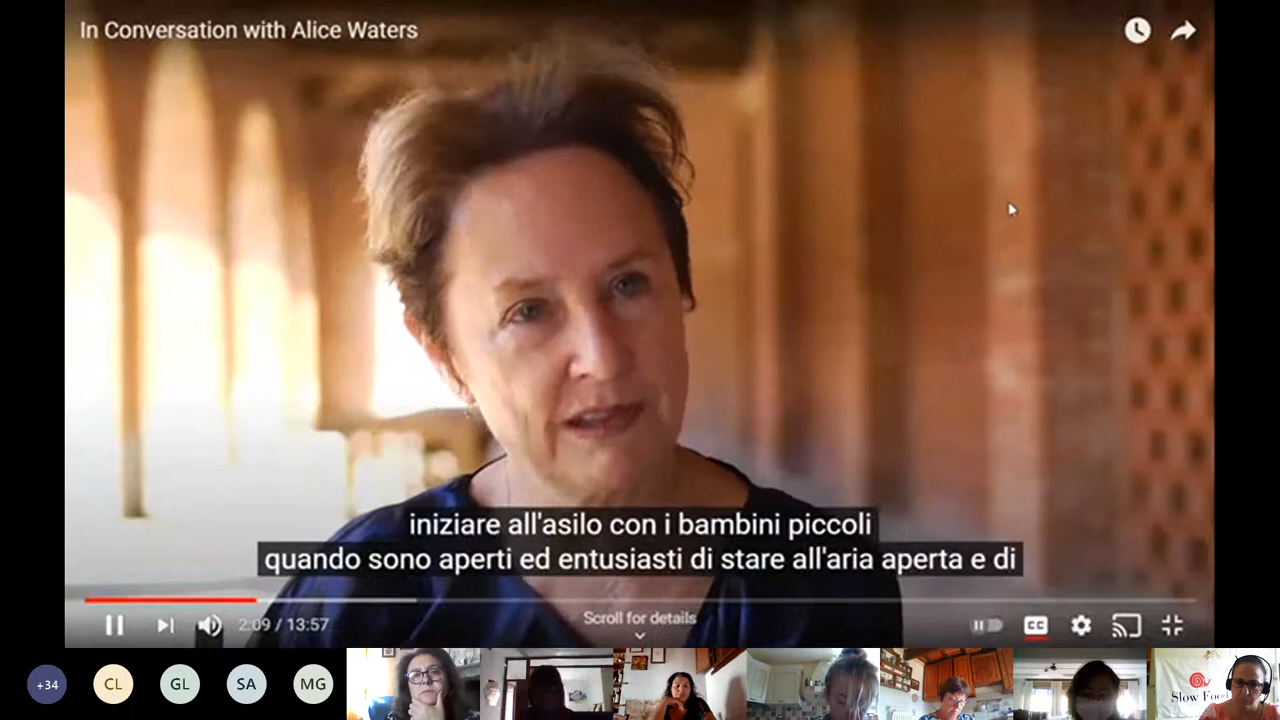 In Conversation with Alice Waters
iniziare all'asilo con i bambini piccoli
quando sono aperti ed entusiasti di stare all'aria aperta e di
Scroll for details
2:09 / 13:57
CC
+34
CL
GL
SA
MG
Slow Food